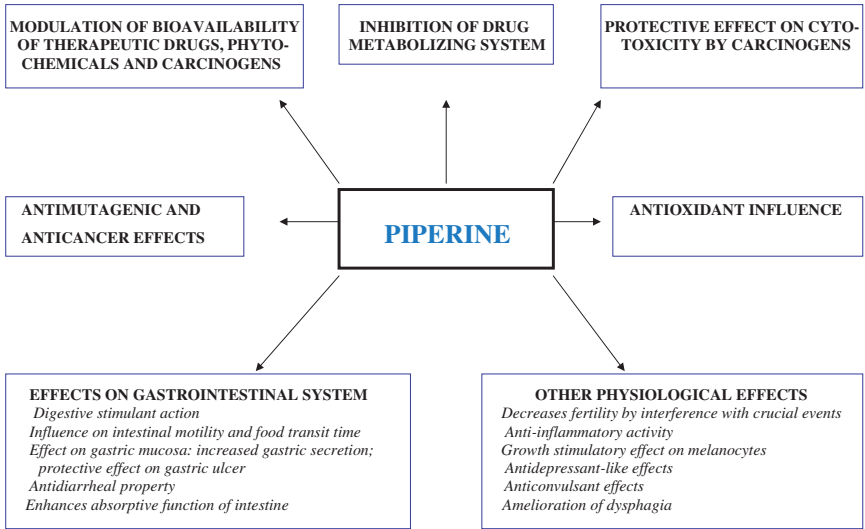 MODULATION OF BIOAVAILABILITY
OF THERAPEUTIC DRUGS, PHYTO-
CHEMICALS AND CARCINOGENS
INHIBITION OF DRUG
METABOLIZING SYSTEM
PROTECTIVE EFFECT ON CYTO-
TOXICITY BY CARCINOGENS
ANTIMUTAGENIC AND
ANTICANCER EFFECTS
PIPERINE
ANTIOXIDANT INFLUENCE
EFFECTS ON GASTROINTESTINAL SYSTEM
Digestive stimulant action
Influence on intestinal motility and food transit time
Effect on gastric mucosa: increased gastric secretion;
protective effect on gastric ulcer
Antidiarrheal property
Enhances absorptive function of intestine
OTHER PHYSIOLOGICAL EFFECTS
Decreases fertility by interference with crucial events
Anti-inflammatory activity
Growth stimulatory effect on melanocytes
Antidepressant-like effects
Anticonvulsant effects
Amelioration of dysphagia